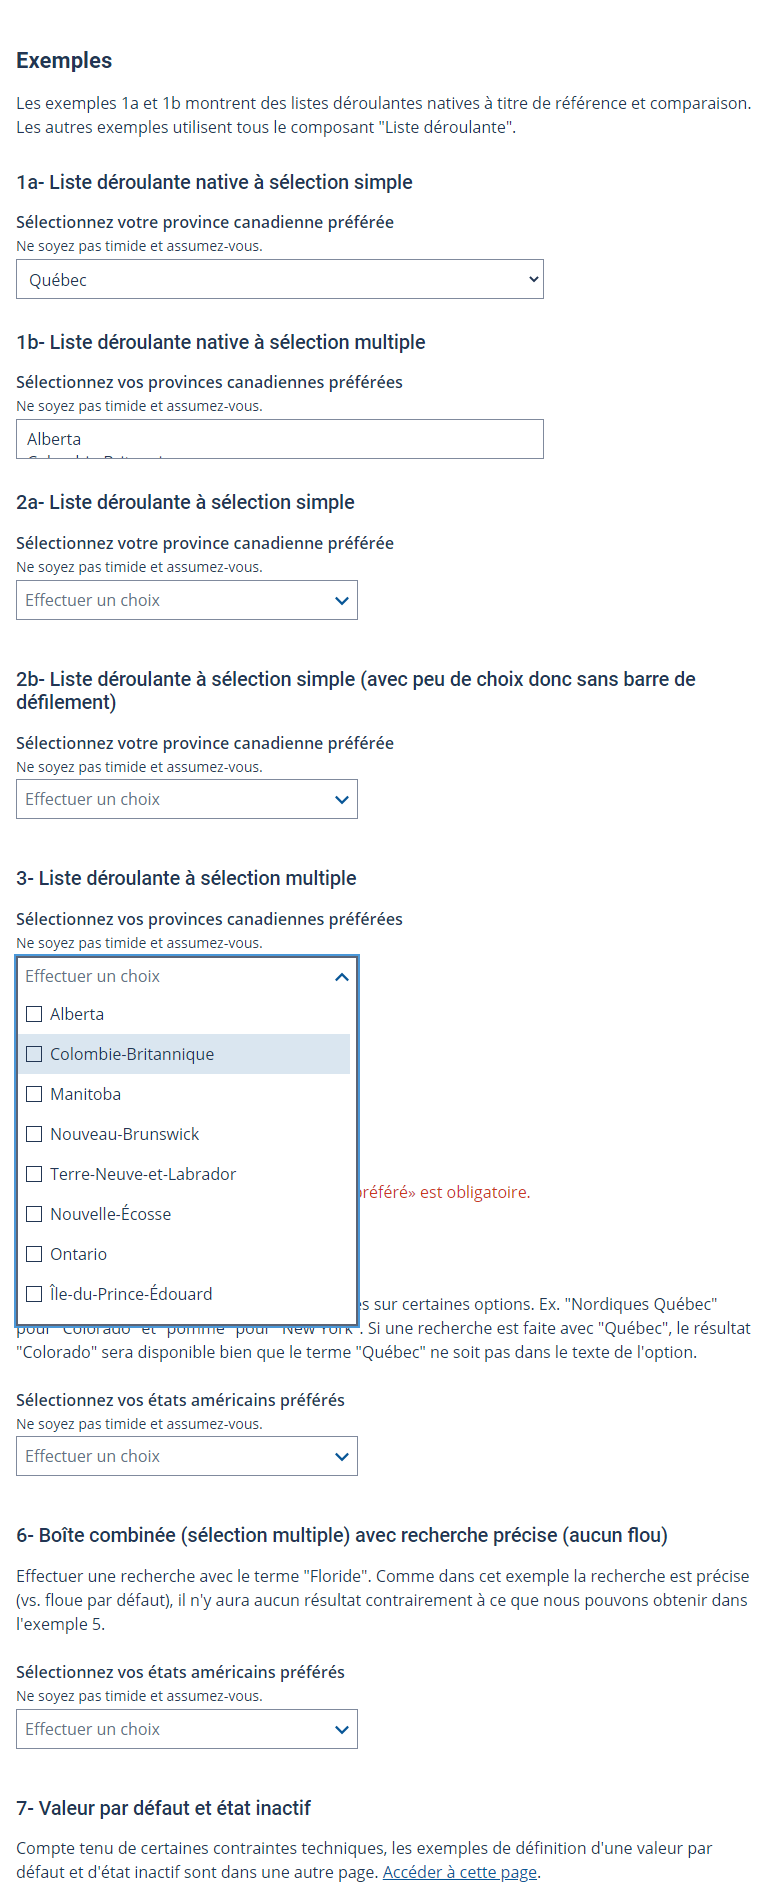 Exemples
Les exemples 1a et 1b montrent des listes déroulantes natives à titre de référence et comparaison.
Les autres exemples utilisent tous le composant "Liste déroulante".
1a- Liste déroulante native à sélection simple
Sélectionnez votre province canadienne préférée
Ne soyez pas timide et assumez-vous.
Québec
1b- Liste déroulante native à sélection multiple
Sélectionnez vos provinces canadiennes préférées
Ne soyez pas timide et assumez-vous.
Alberta
2a- Liste déroulante à sélection simple
Sélectionnez votre province canadienne préférée
Ne soyez pas timide et assumez-vous.
Effectuer un choix
2b- Liste déroulante à sélection simple (avec peu de choix donc sans barre de
défilement)
Sélectionnez votre province canadienne préférée
Ne soyez pas timide et assumez-vous.
Effectuer un choix
3- Liste déroulante à sélection multiple
Sélectionnez vos provinces canadiennes préférées
Ne soyez pas timide et assumez-vous.
Effectuer un choix
Alberta
Colombie-Britannique
Manitoba
Nouveau-Brunswick
Terre-Neuve-et-Labrador
préféré» est obligatoire.
Nouvelle-Écosse
Ontario
Île-du-Prince-Édouard
s sur certaines options. Ex. "Nordiques Québec"
pour "Colorado" et "pomme" pour "New York". Si une recherche est faite avec "Québec", le résultat
"Colorado" sera disponible bien que le terme "Québec" ne soit pas dans le texte de l'option.
Sélectionnez vos états américains préférés
Ne soyez pas timide et assumez-vous.
Effectuer un choix
6- Boîte combinée (sélection multiple) avec recherche précise (aucun flou)
Effectuer une recherche avec le terme "Floride". Comme dans cet exemple la recherche est précise
(vs. floue par défaut), il n'y aura aucun résultat contrairement à ce que nous pouvons obtenir dans
l'exemple 5.
Sélectionnez vos états américains préférés
Ne soyez pas timide et assumez-vous.
Effectuer un choix
7- Valeur par défaut et état inactif
Compte tenu de certaines contraintes techniques, les exemples de définition d'une valeur par
défaut et d'état inactif sont dans une autre page. Accéder à cette page.